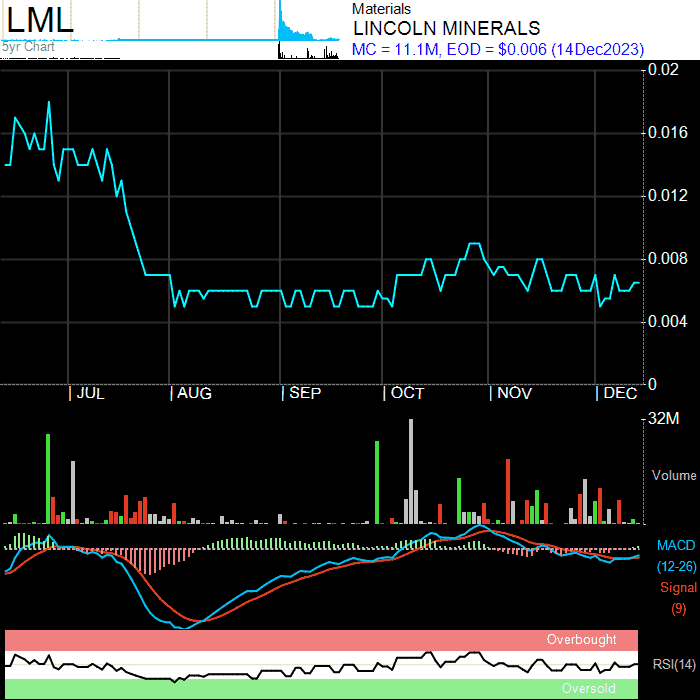 LML
5yr Chart
Materials
LINCOLN MINERALS
MC = 11.1M, EOD = $0.006 (14Dec2023)
0.02
0.016
0.012
0.008
0.004
0
JUL AUG SEP OCT NOV DEC
32M
Volume
MACD
(12-26)
Signal
(9)
Overbought
RSI(14)
Oversold